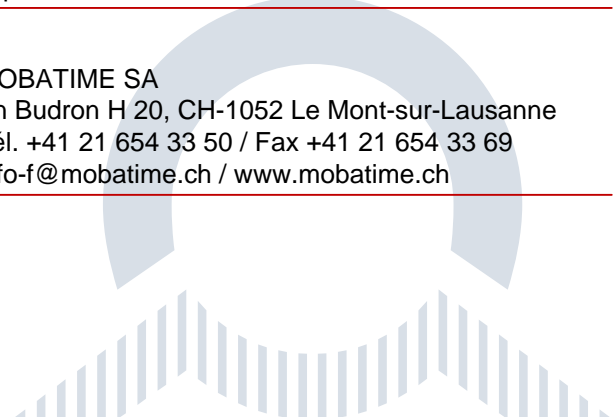 OBATIME SA
n Budron H 20, CH-1052 Le Mont-sur-Lausanne
él. +41 21 654 33 50 / Fax +41 21 654 33 69
fo-f@mobatime.ch / www.mobatime.ch